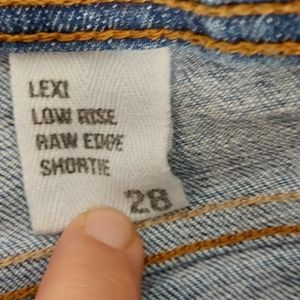 LEXI
LOW RISE
RAW EDGE
SHORTIE
28